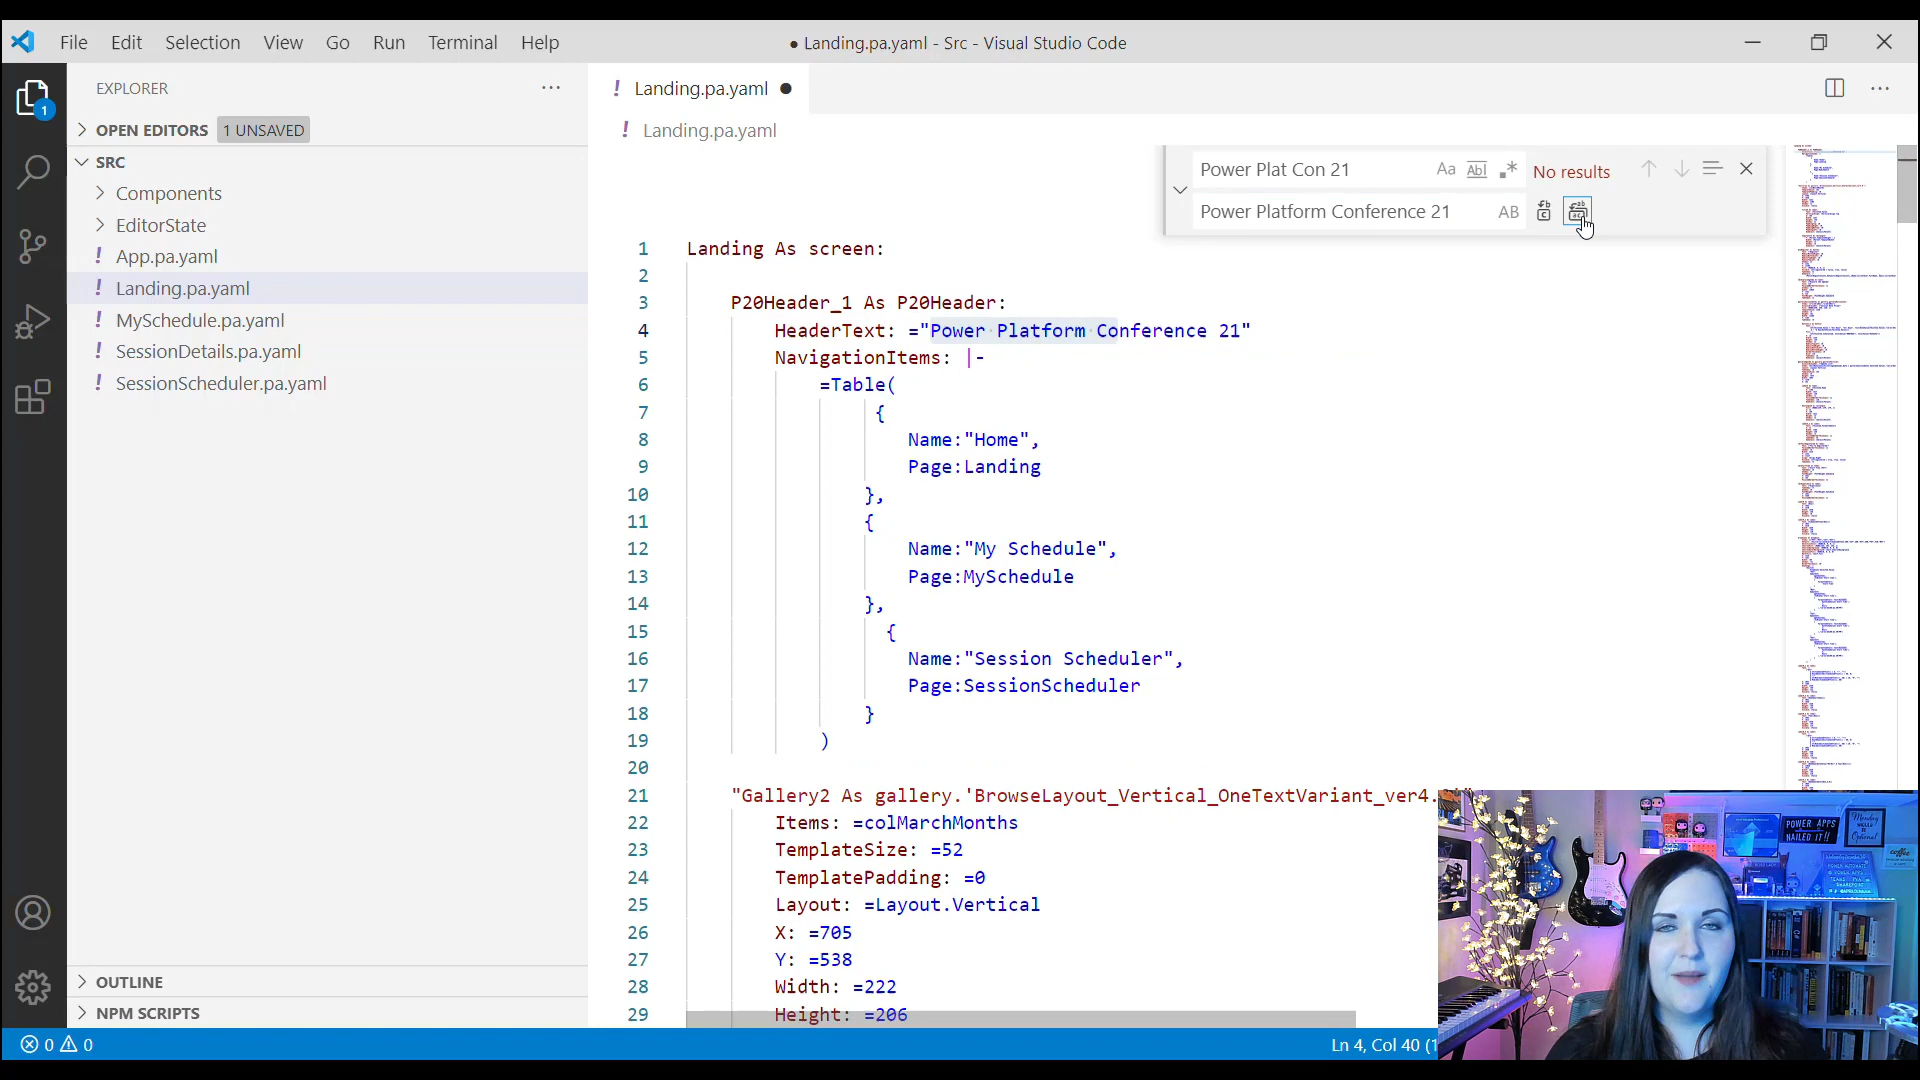 File Edit Selection View Go Run Terminal Help
● Landing.pa.yaml - Src - Visual Studio Code
EXPLORER
OPEN EDITORS 1 UNSAVED
SRC
Components
EditorState
! App.pa.yaml
! Landing.pa.yaml
! MySchedule.pa.yaml
! SessionDetails.pa.yaml
! SessionScheduler.pa.yaml
OUTLINE
NPM SCRIPTS
1
! Landing.pa.yaml ●
! Landing.pa.yaml
Power Plat Con 21 Aa Abl .* No results
Power Platform Conference 21 AB
1 Landing As screen:
2
3 P20Header_1 As P20Header:
4 HeaderText: ="Power Platform Conference 21"
5 NavigationItems: |-
6 =Table(
7 {
8 Name:"Home",
9 Page:Landing
10 },
11 {
12 Name:"My Schedule",
13 Page:MySchedule
14 },
15 {
16 Name:"Session Scheduler",
17 Page:SessionScheduler
18 }
19 )
20
21 "Gallery2 As gallery.'BrowseLayout_Vertical_OneTextVariant_ver4.
22 Items: =colMarchMonths
23 TemplateSize: =52
24 TemplatePadding: =0
25 Layout: =Layout.Vertical
26 X: =705
27 Y: =538
28 Width: =222
29 Height: =206
0 0
Ln 4, Col 40 (1
POWER APPS
NAILED IT!!